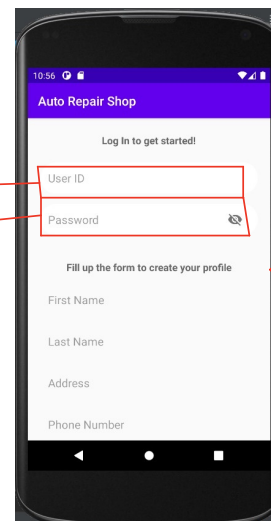 10:56
Auto Repair Shop
Log In to get started!
User ID
Password
Fill up the form to create your profile
First Name
Last Name
Address
Phone Number